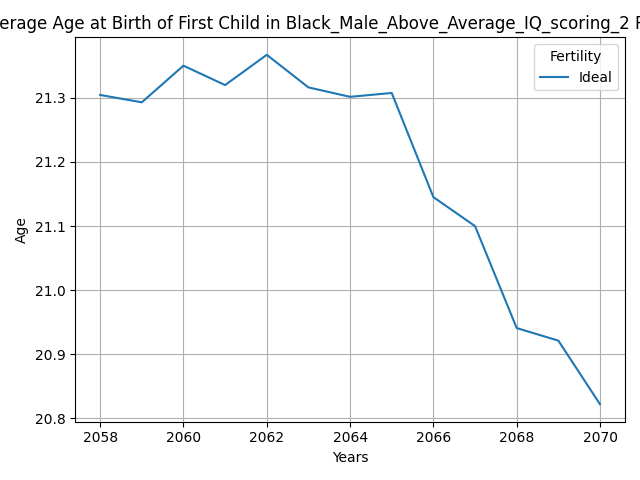 Age at Birth of First Child in Black_Male_Above_Average_IQ_scoring_2
Fertility
Ideal
21.3
21.2
21.1
21.0
20.9
20.8
Age
2058 2060 2062 2064 2066 2068 2070
Years